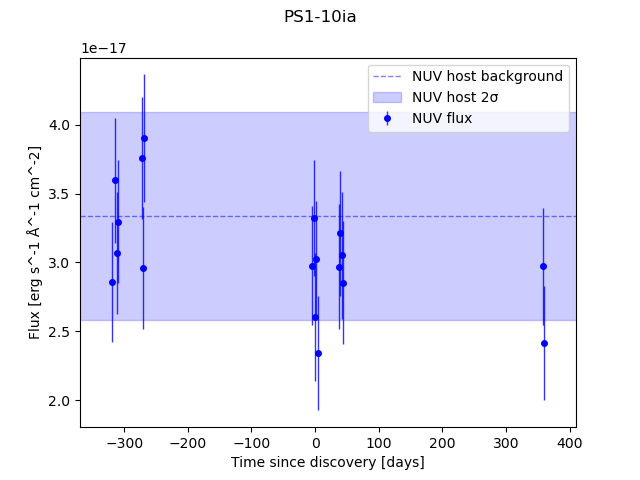 PS1-10ia
1e−17
NUV host background
NUV host 2σ
NUV flux
4.0
3.5
3.0
2.5
2.0
Flux [erg s^-1 Å^-1 cm^-2]
−300
−200
−100
0
100
200
300
400
Time since discovery [days]